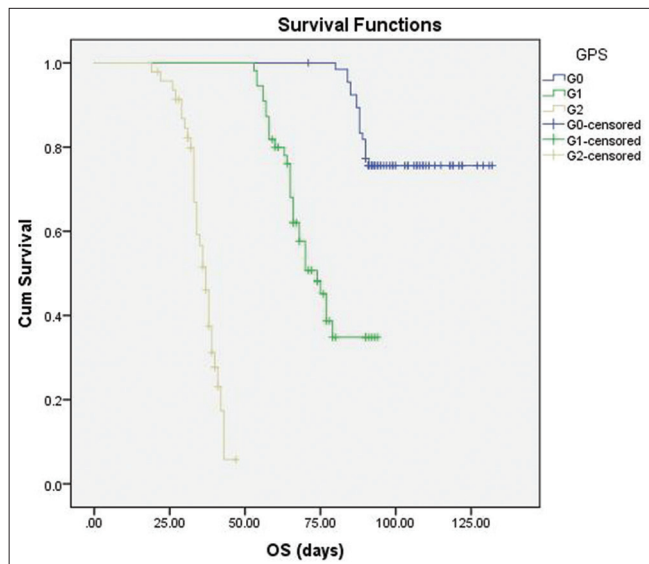 Survival Functions
GPS
G0
G1
G2
G0-censored
G1-censored
G2-censored
1.0
0.8
0.6
0.4
0.2
0.0
Cum Survival
.00 25.00 50.00 75.00 100.00 125.00
OS (days)